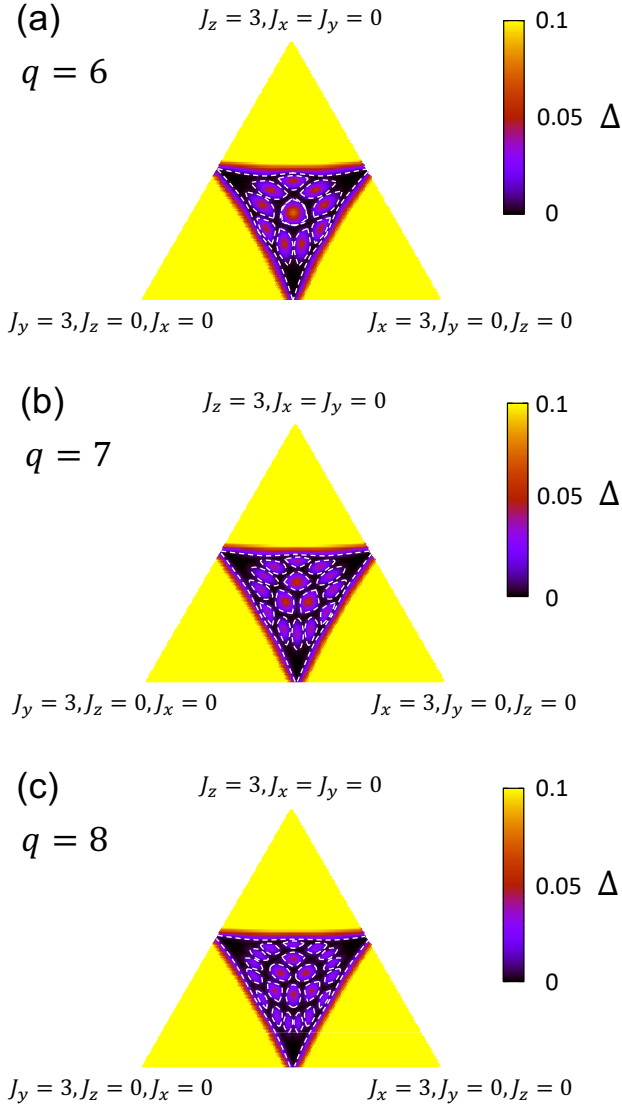 (a)
J_z = 3, J_x = J_y = 0
q = 6
0.1
0.05
Δ
0
J_y = 3, J_z = 0, J_x = 0
J_x = 3, J_y = 0, J_z = 0
(b)
J_z = 3, J_x = J_y = 0
q = 7
0.1
0.05
Δ
0
J_y = 3, J_z = 0, J_x = 0
J_x = 3, J_y = 0, J_z = 0
(c)
J_z = 3, J_x = J_y = 0
q = 8
0.1
0.05
Δ
0
J_y = 3, J_z = 0, J_x = 0
J_x = 3, J_y = 0, J_z = 0